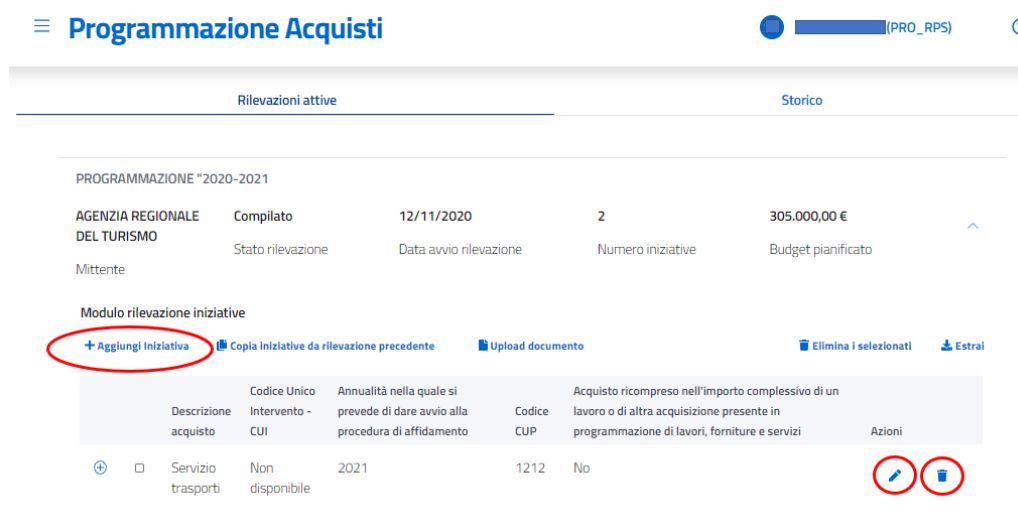 Programmazione Acquisti
(PRO_RPS)
Rilevazioni attive
Storico
PROGRAMMAZIONE "2020-2021
AGENZIA REGIONALE
DEL TURISMO
Mittente
Compilato
Stato rilevazione
12/11/2020
Data avvio rilevazione
2
Numero iniziative
305.000,00 €
Budget pianificato
Modulo rilevazione iniziative
+ Aggiungi Iniziativa
Copia iniziative da rilevazione precedente
Upload documento
Elimina i selezionati
Estrai
Descrizione
acquisto
Codice Unico
Intervento -
CUI
Annualità nella quale si
prevede di dare avvio alla
procedura di affidamento
Codice
CUP
Acquisto ricompreso nell'importo complessivo di un
lavoro o di altra acquisizione presente in
programmazione di lavori, forniture e servizi
Azioni
Servizio
trasporti
Non
disponibile
2021
1212
No